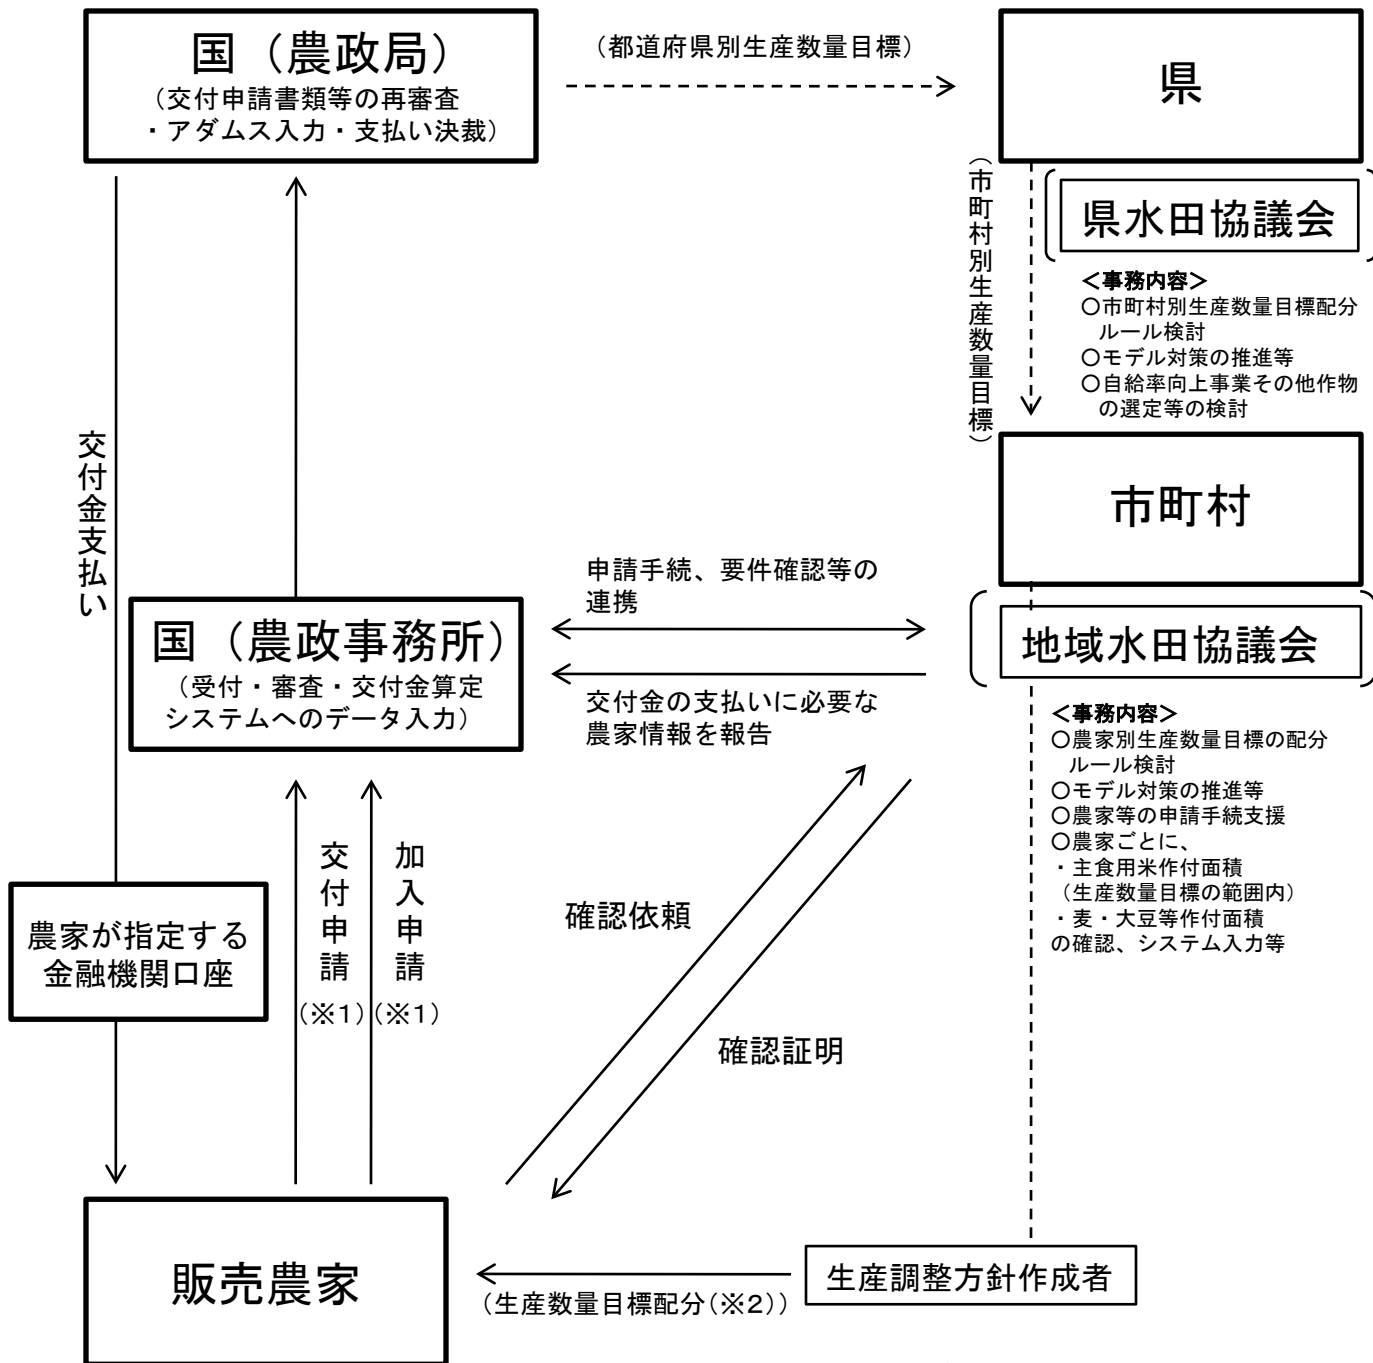 国（農政局）
（交付申請書類等の再審査
・アダムス入力・支払い決裁）
（都道府県別生産数量目標）
県
（市町村別生産数量目標）
県水田協議会
＜事務内容＞
○市町村別生産数量目標配分
ルール検討
○モデル対策の推進等
○自給率向上事業その他作物
の選定等の検討
市町村
交付金支払い
申請手続、要件確認等の
連携
国（農政事務所）
（受付・審査・交付金算定
システムへのデータ入力）
交付金の支払いに必要な
農家情報を報告
地域水田協議会
＜事務内容＞
○農家別生産数量目標の配分
ルール検討
○モデル対策の推進等
○農家等の申請手続支援
○農家ごとに、
・主食用米作付面積
（生産数量目標の範囲内）
・麦・大豆等作付面積
の確認、システム入力等
農家が指定する
金融機関口座
交付申請
(※1)
加入申請
(※1)
確認依頼
確認証明
販売農家
（生産数量目標配分(※2)）
生産調整方針作成者